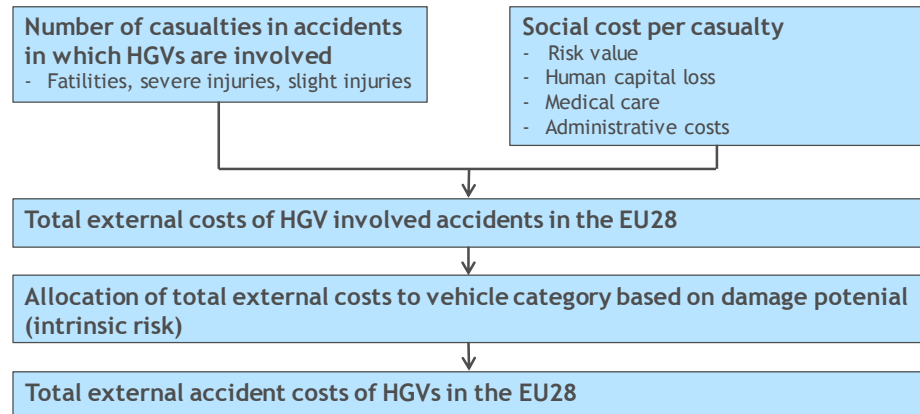 Number of casualties in accidents
in which HGVs are involved
- Fatilities, severe injuries, slight injuries
Social cost per casualty
- Risk value
- Human capital loss
- Medical care
- Administrative costs
Total external costs of HGV involved accidents in the EU28
Allocation of total external costs to vehicle category based on damage potenial
(intrinsic risk)
Total external accident costs of HGVs in the EU28